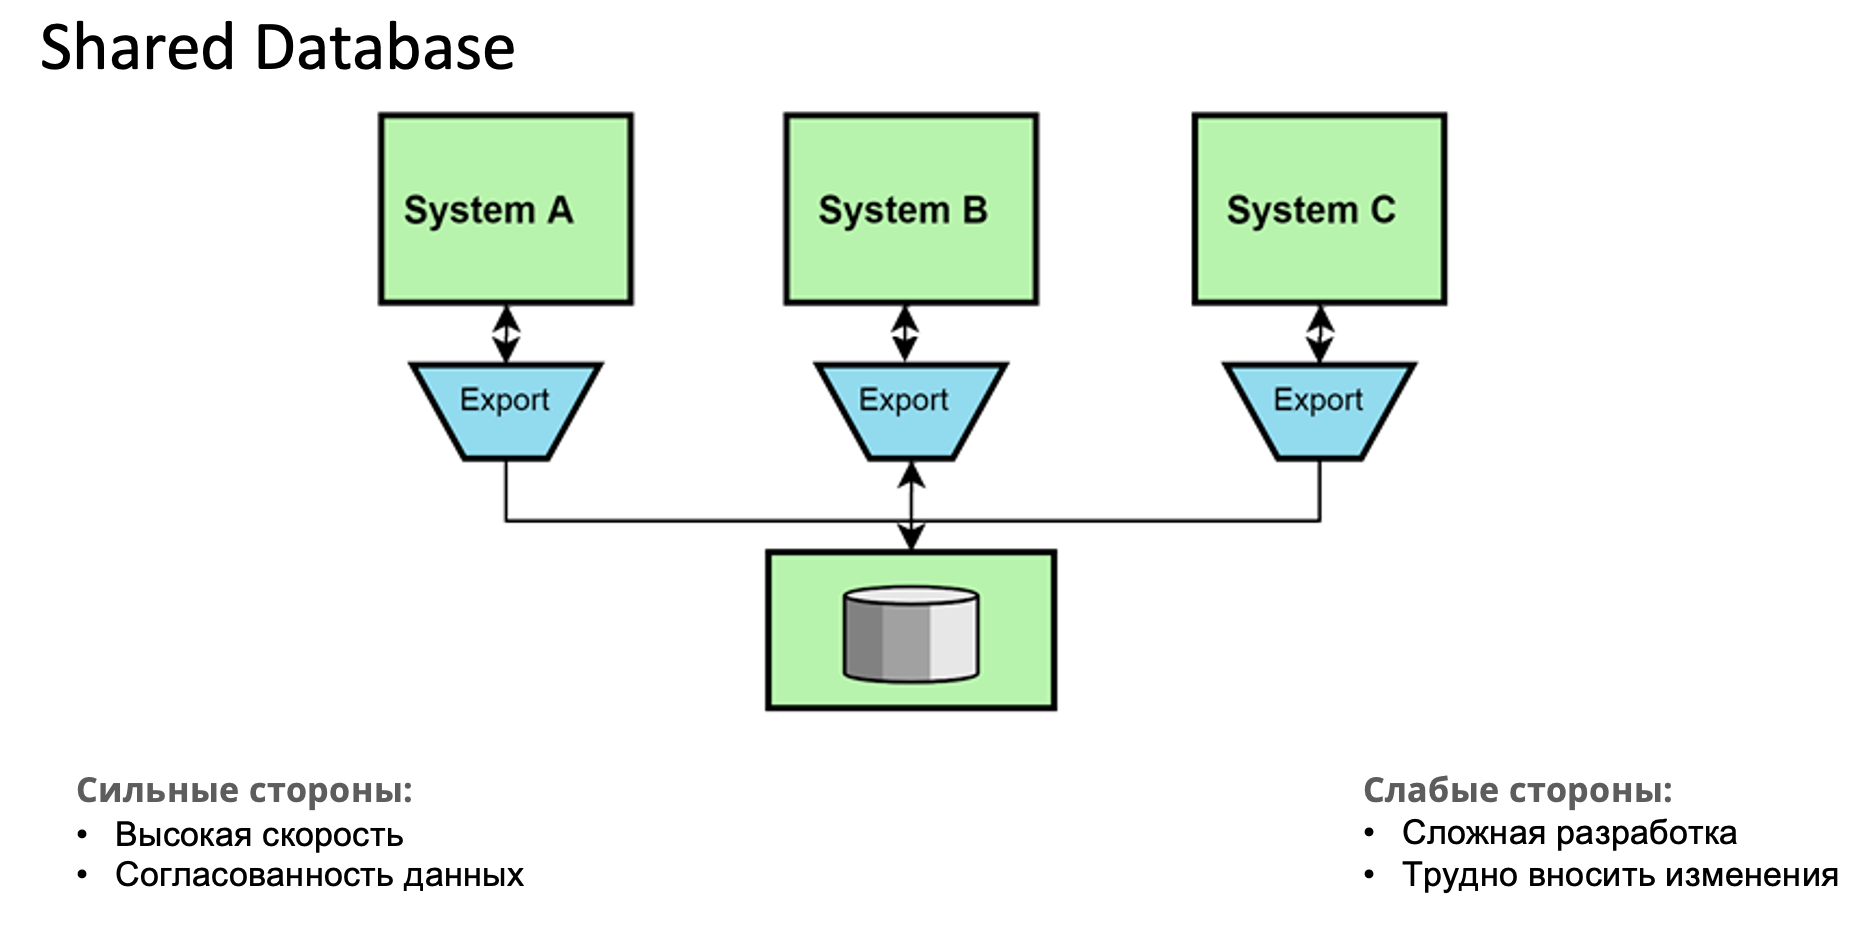 Shared Database
System A
System B
System C
Export
Export
Export
Сильные стороны:
• Высокая скорость
• Согласованность данных
Слабые стороны:
• Сложная разработка
• Трудно вносить изменения